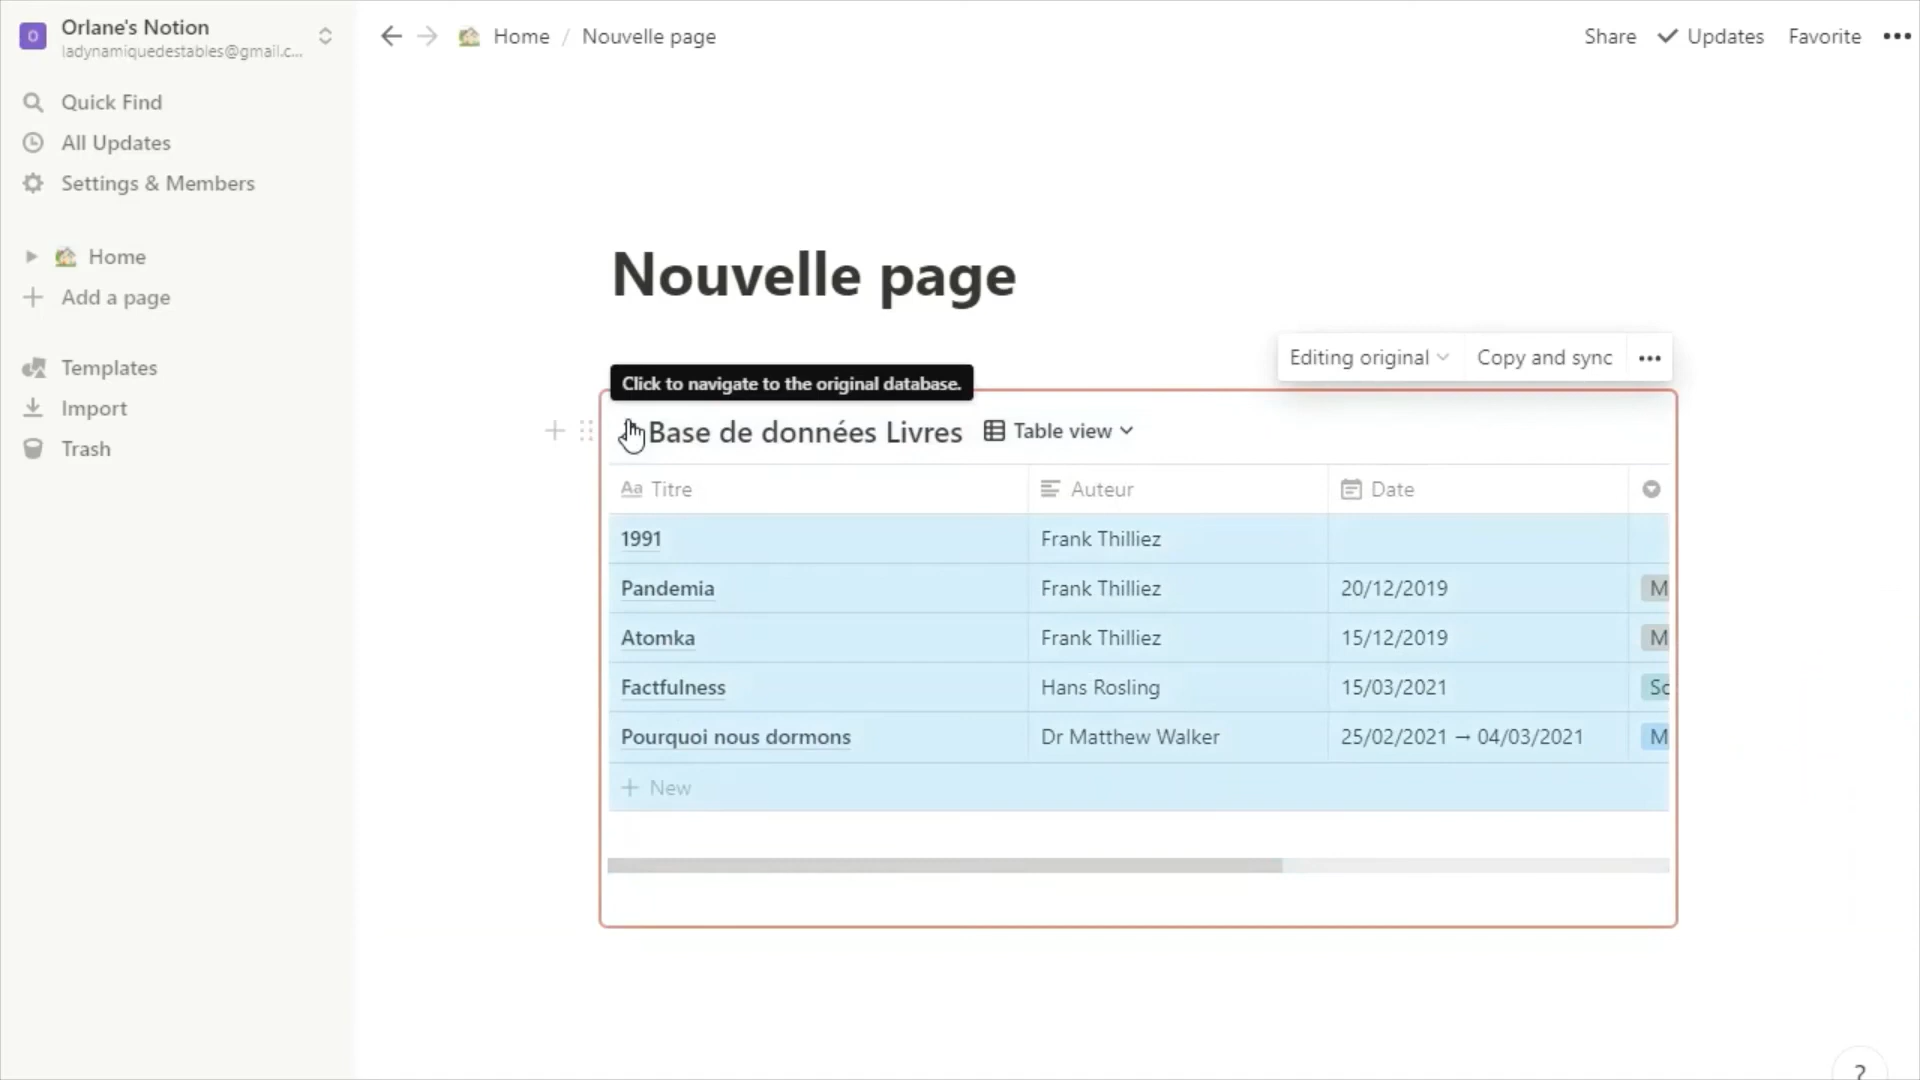 O
Orlane's Notion
ladynamiquedestables@gmail.c...
Quick Find
All Updates
Settings & Members
Home
Add a page
Templates
Import
Trash
Home / Nouvelle page
Share
Updates
Favorite
Nouvelle page
Editing original
Copy and sync
Click to navigate to the original database.
Base de données Livres
Table view
Aa Titre
Auteur
Date
1991
Frank Thilliez
Pandemia
Frank Thilliez
20/12/2019
M
Atomka
Frank Thilliez
15/12/2019
M
Factfulness
Hans Rosling
15/03/2021
Sc
Pourquoi nous dormons
Dr Matthew Walker
25/02/2021 → 04/03/2021
M
New
?